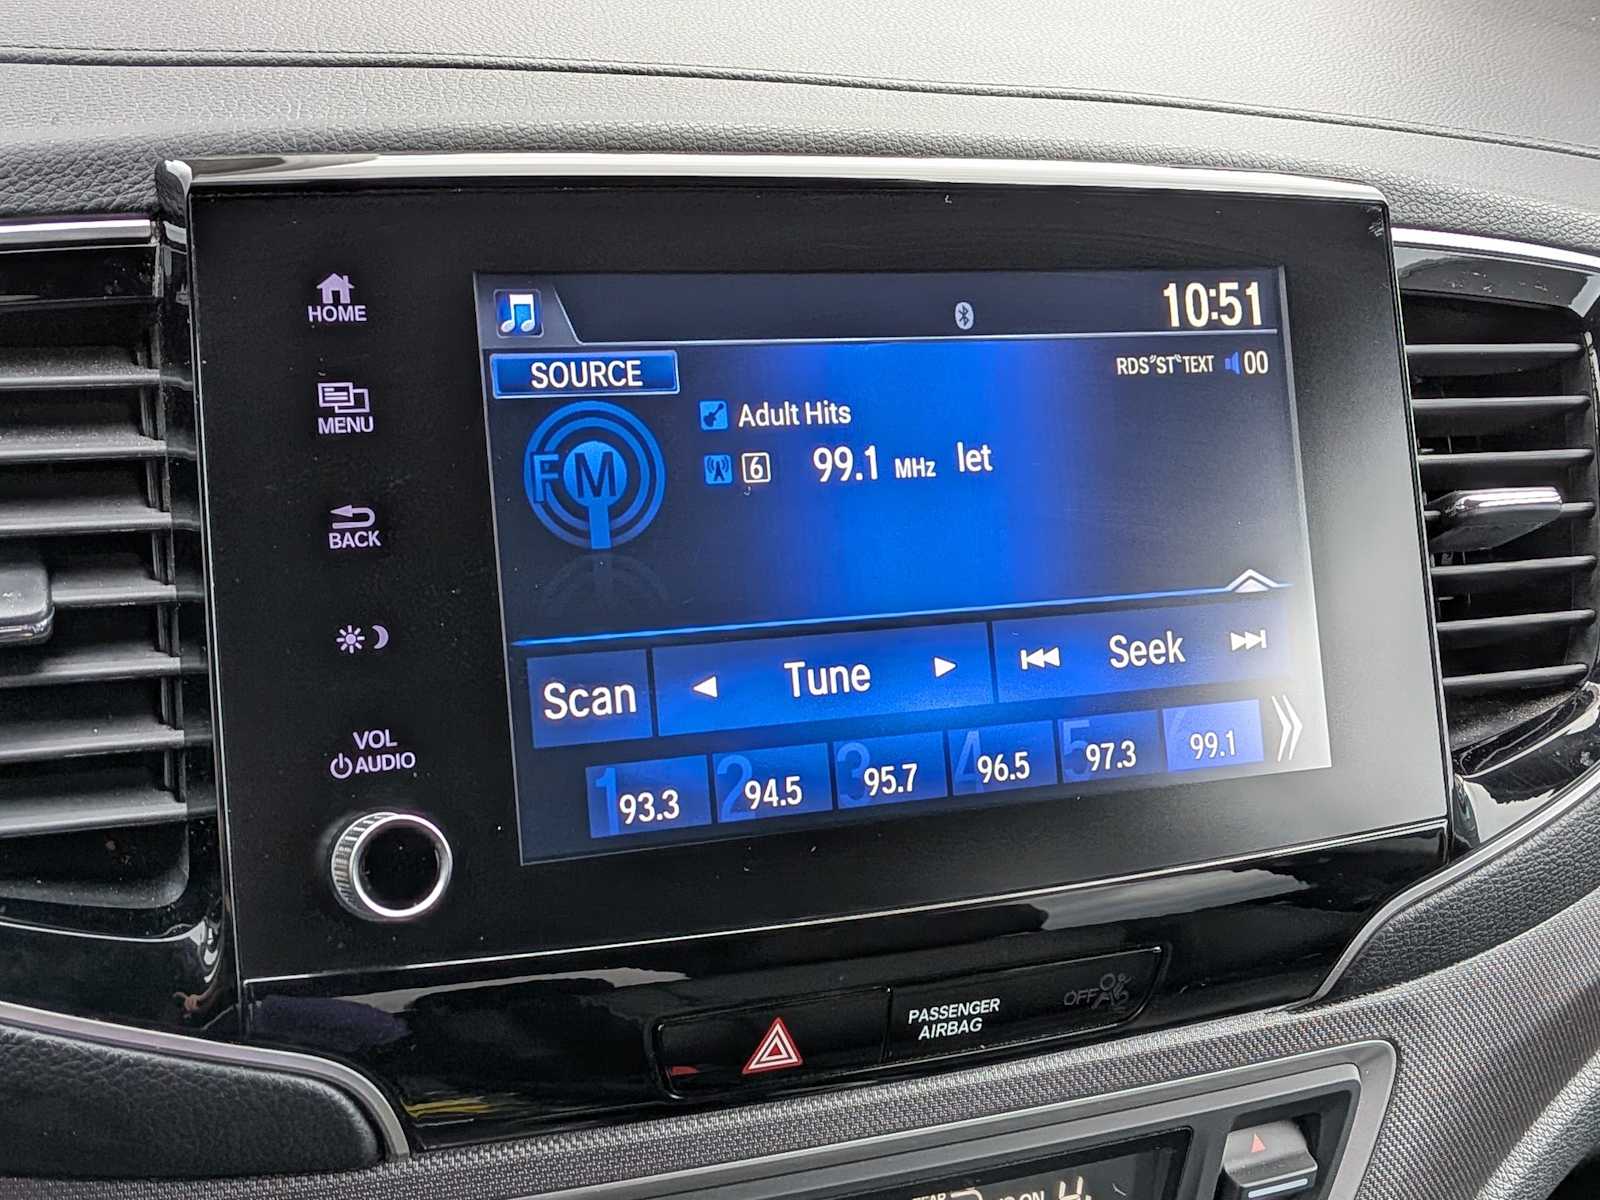 HOME
MENU
BACK
VOL
AUDIO
10:51
SOURCE
RDS "ST" TEXT 00
Adult Hits
FM
6 99.1 MHz let
Scan Tune Seek
1 93.3 2 94.5 3 95.7 4 96.5 5 97.3 6 99.1
PASSENGER
AIRBAG
OFF